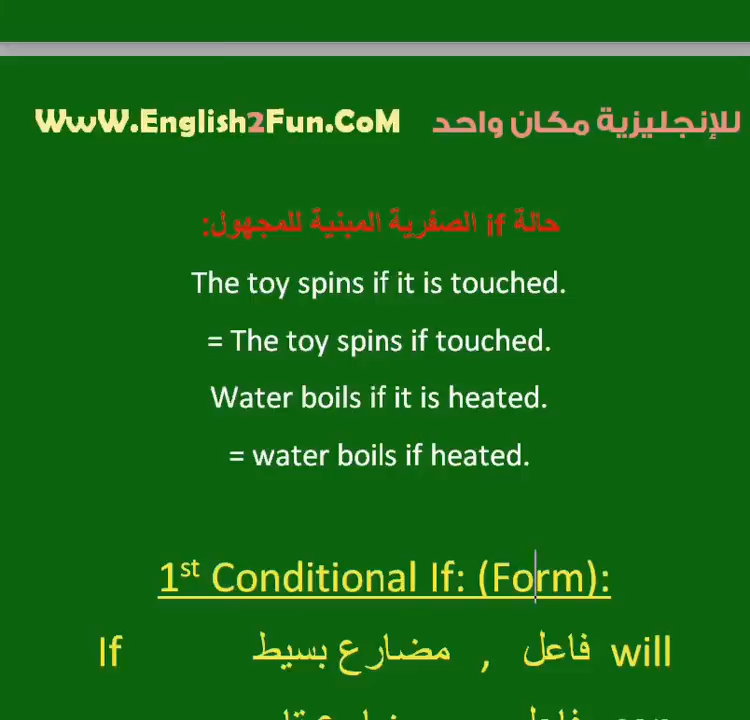 WwW.English2Fun.CoM للإنجليزية مكان واحد
حالة if الصفرية المبنية للمجهول:
The toy spins if it is touched.
= The toy spins if touched.
Water boils if it is heated.
= water boils if heated.
1st Conditional If: (Form):
If مضارع بسيط , فاعل will